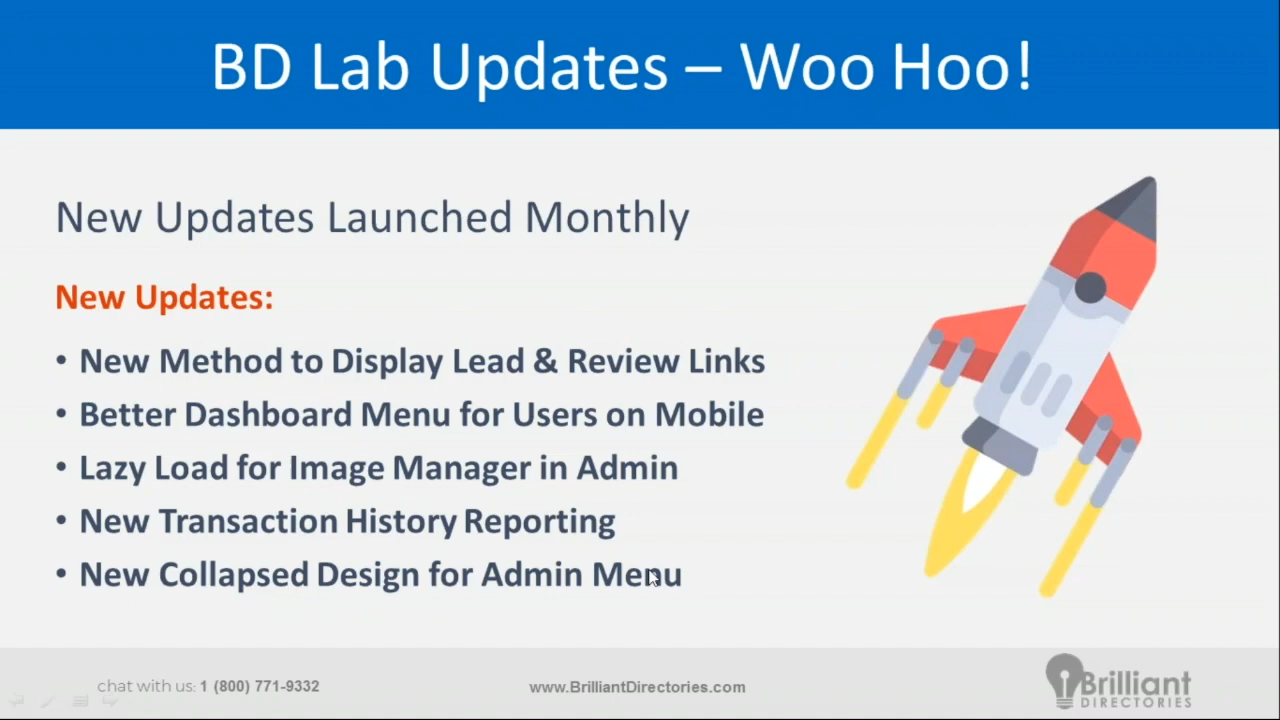 BD Lab Updates – Woo Hoo!
New Updates Launched Monthly
New Updates:
• New Method to Display Lead & Review Links
• Better Dashboard Menu for Users on Mobile
• Lazy Load for Image Manager in Admin
• New Transaction History Reporting
• New Collapsed Design for Admin Menu
chat with us: 1 (800) 771-9332
www.BrilliantDirectories.com
Brilliant
DIRECTORIES